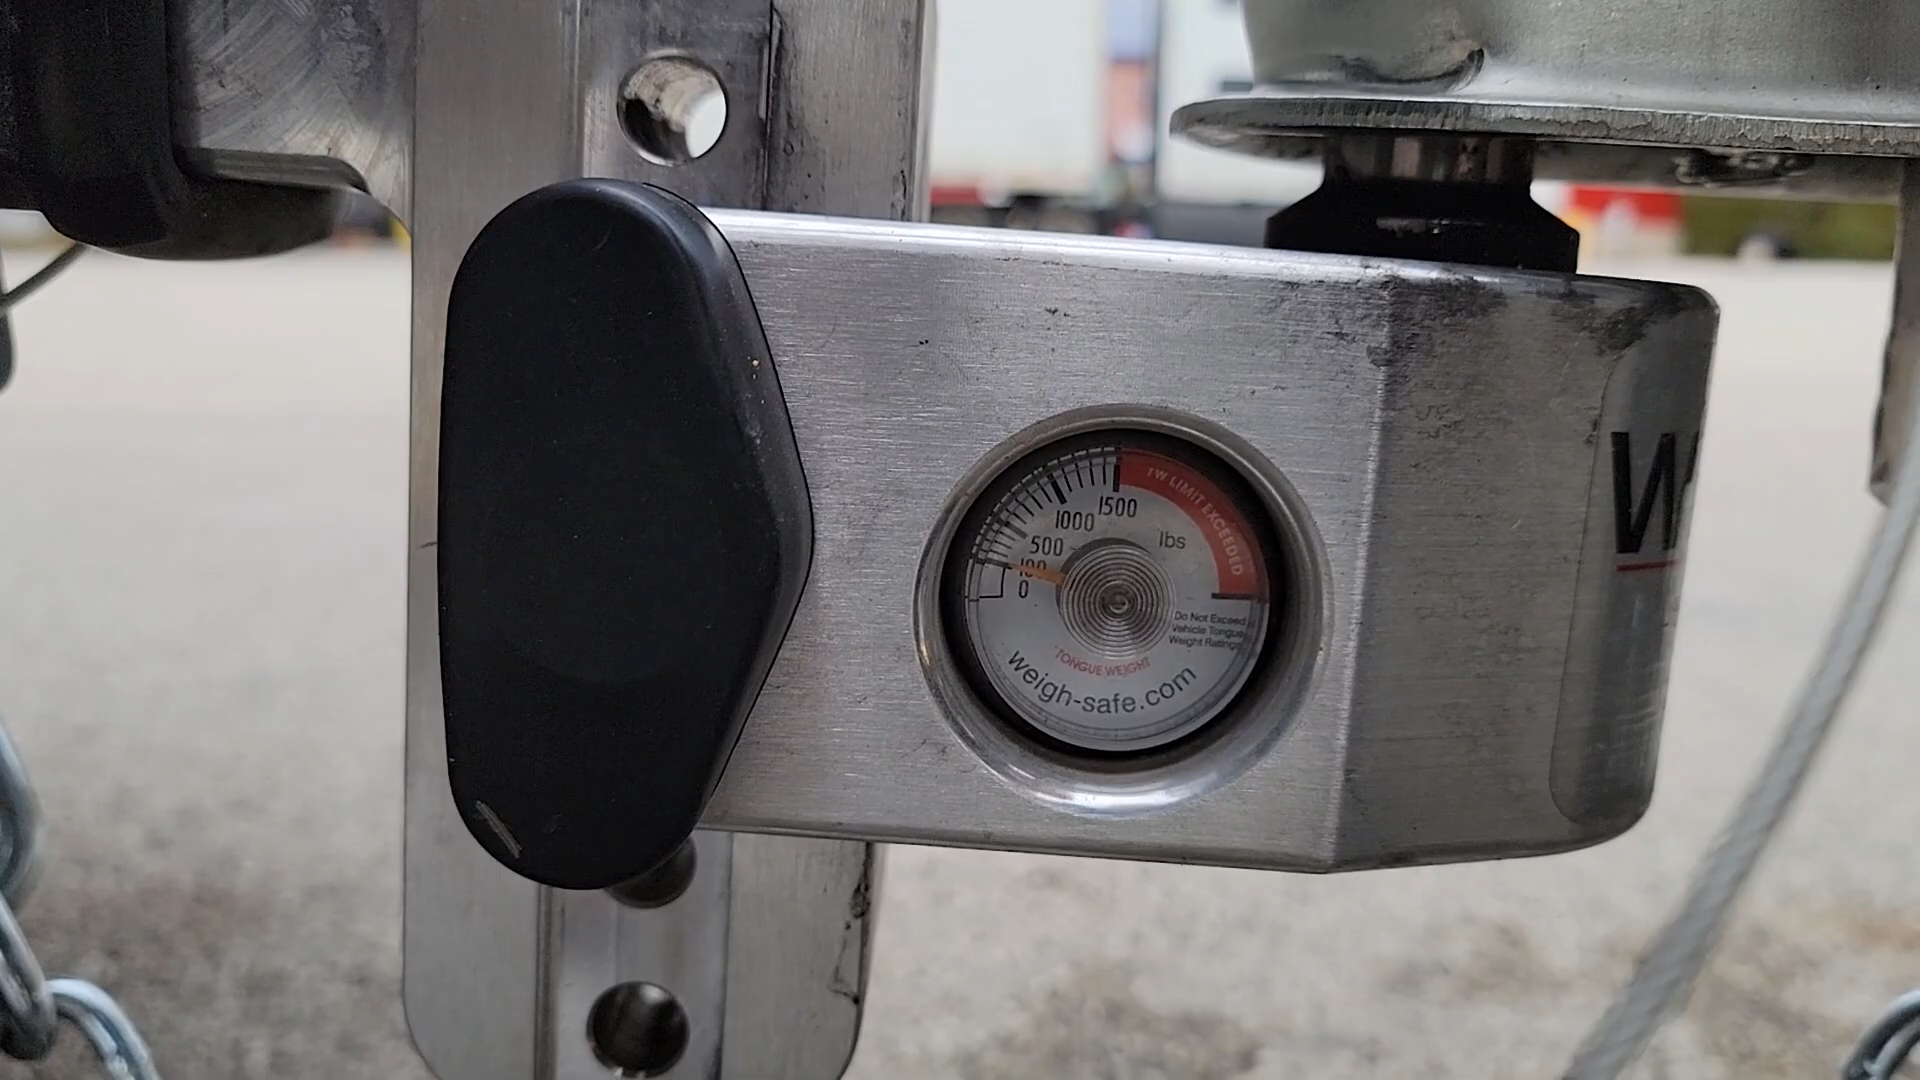 TW LIMIT EXCEEDED
1500
1000
lbs
500
100
0
Do Not Exceed
Vehicle Tongue
Weight Rating
TONGUE WEIGHT
weigh-safe.com
W